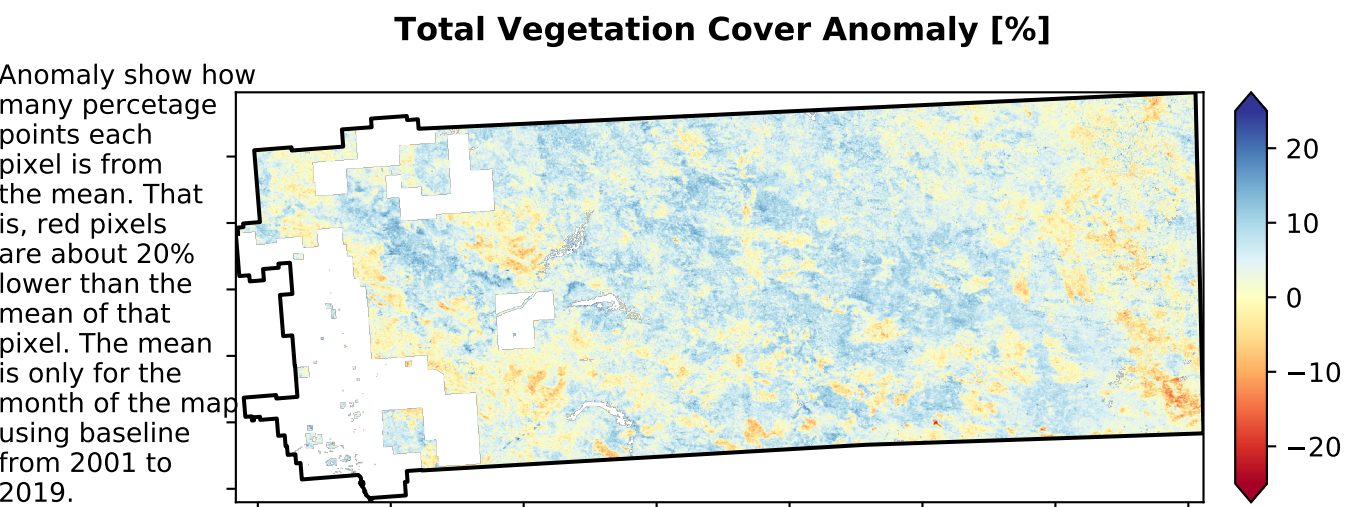 Total Vegetation Cover Anomaly [%]
Anomaly show how
many percetage
points each
pixel is from
the mean. That
is, red pixels
are about 20%
lower than the
mean of that
pixel. The mean
is only for the
month of the map
using baseline
from 2001 to
2019.
20
10
0
−10
−20